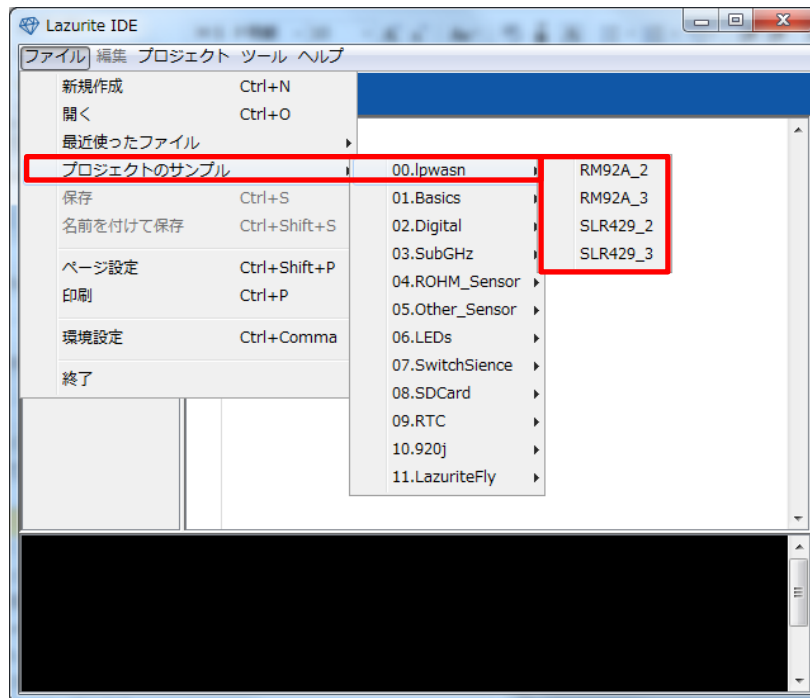 Lazurite IDE
ファイル 編集 プロジェクト ツール ヘルプ
新規作成 Ctrl+N
開く Ctrl+O
最近使ったファイル
プロジェクトのサンプル
保存 Ctrl+S
名前を付けて保存 Ctrl+Shift+S
ページ設定 Ctrl+Shift+P
印刷 Ctrl+P
環境設定 Ctrl+Comma
終了
00.lpwasn
01.Basics
02.Digital
03.SubGHz
04.ROHM_Sensor
05.Other_Sensor
06.LEDs
07.SwitchSience
08.SDCard
09.RTC
10.920j
11.LazuriteFly
RM92A_2
RM92A_3
SLR429_2
SLR429_3